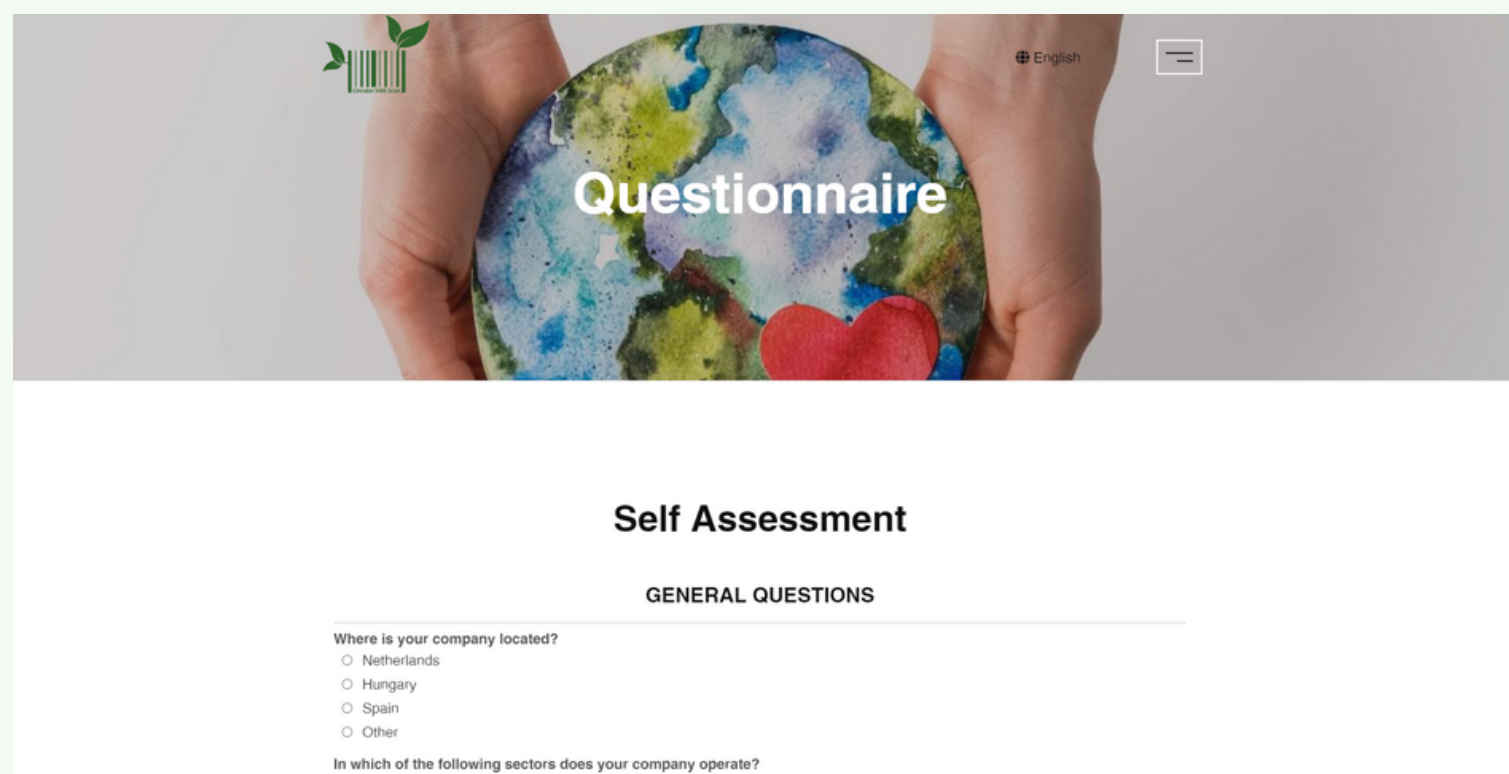 English
Questionnaire
Self Assessment
GENERAL QUESTIONS
Where is your company located?
Netherlands
Hungary
Spain
Other
In which of the following sectors does your company operate?